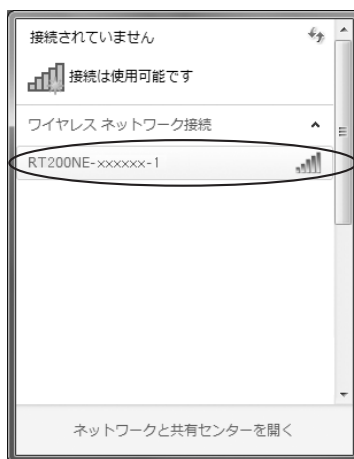 接続されていません
接続は使用可能です
ワイヤレス ネットワーク接続
RT200NE-xxxxxx-1
ネットワークと共有センターを開く